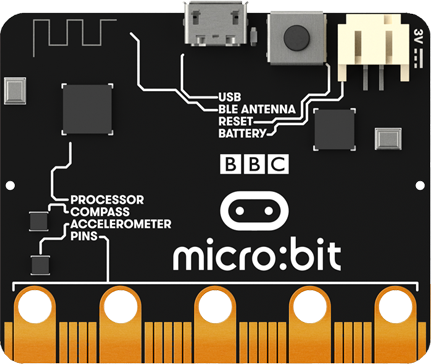 3V
USB
BLE ANTENNA
RESET
BATTERY
BBC
PROCESSOR
COMPASS
ACCELEROMETER
PINS
micro:bit